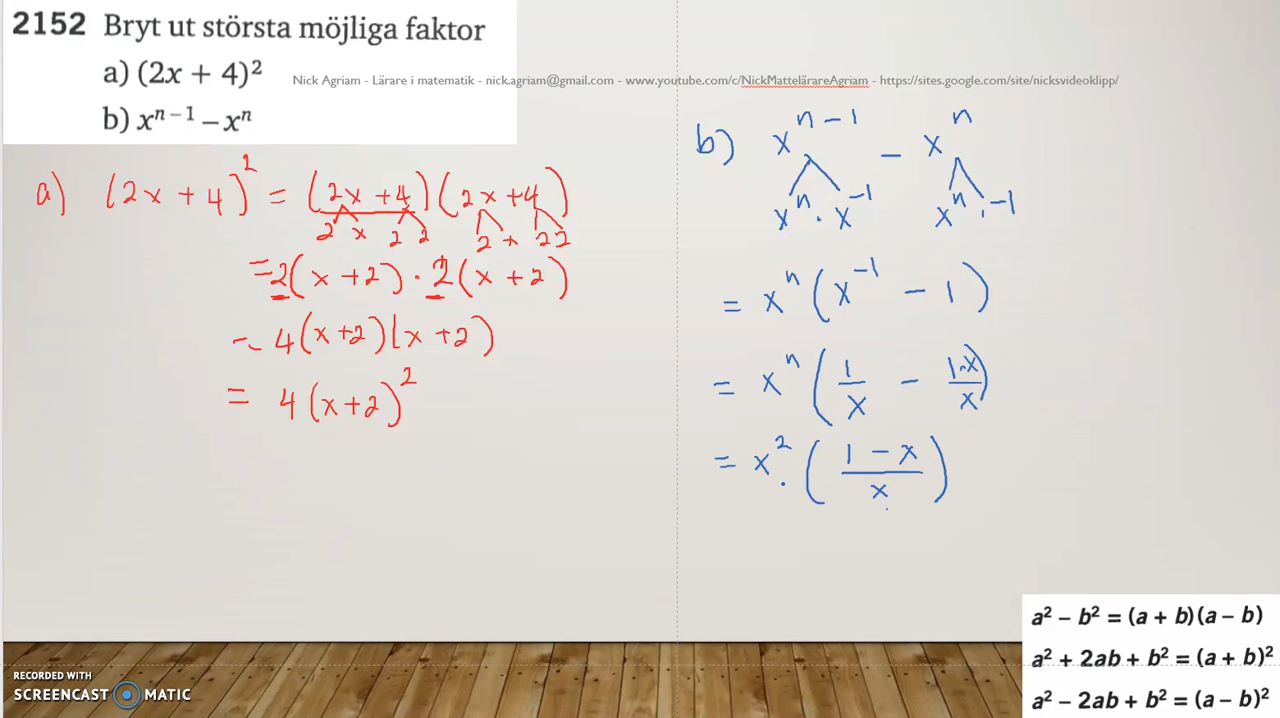 2152 Bryt ut största möjliga faktor
a) (2x + 4)²
b) xⁿ⁻¹ – xⁿ
Nick Agriam - Lärare i matematik - nick.agriam@gmail.com - www.youtube.com/c/NickMattelärareAgriam - https://sites.google.com/site/nicksvideoklipp/
a) (2x + 4)² = (2x + 4)(2x + 4)
2 x 2 2 2 x 2 2
= 2(x + 2) · 2(x + 2)
= 4(x + 2)(x + 2)
= 4(x + 2)²
b) xⁿ⁻¹ – xⁿ
xⁿ · x⁻¹ xⁿ · -1
= xⁿ(x⁻¹ – 1)
= xⁿ(1/x – 1·x/x)
= x²((1 – x)/x)
a² – b² = (a + b)(a – b)
a² + 2ab + b² = (a + b)²
a² – 2ab + b² = (a – b)²
RECORDED WITH
SCREENCAST MATIC